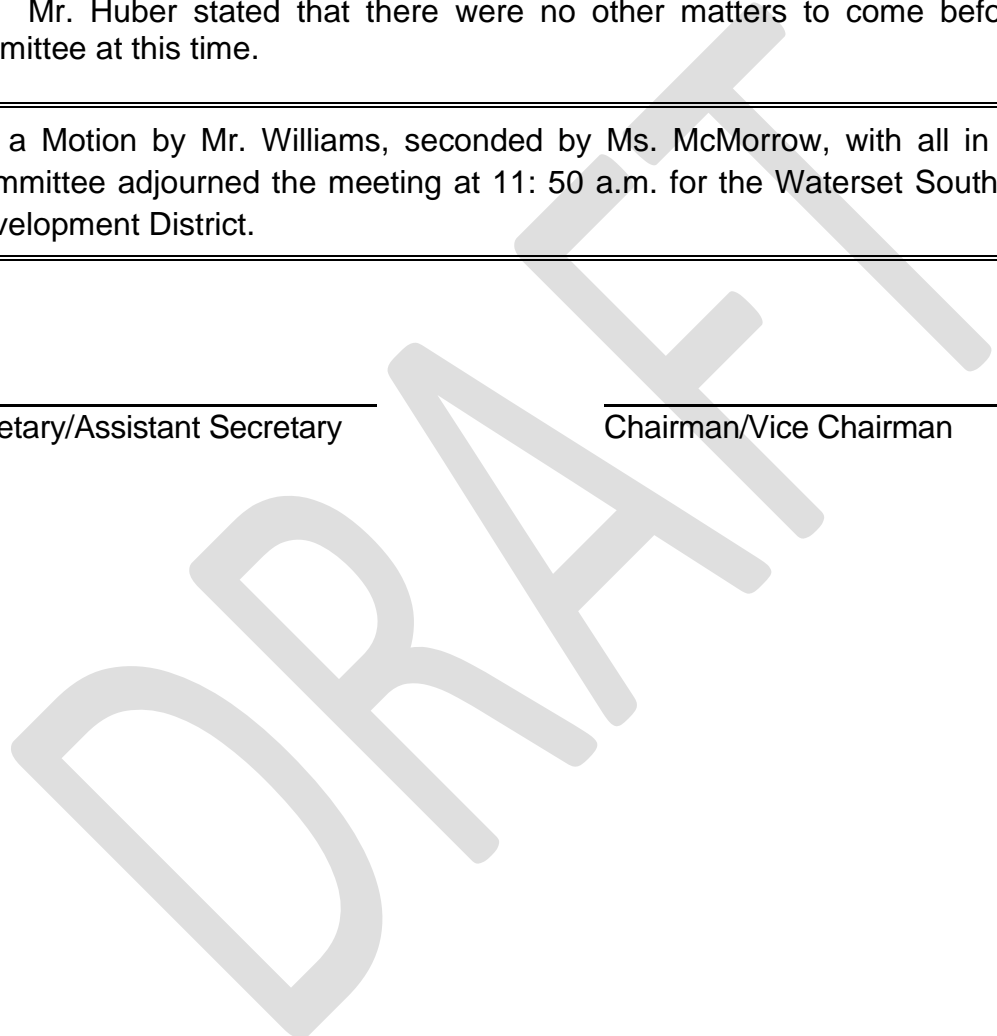 Mr. Huber stated that there were no other matters to come
mmittee at this time.
a Motion by Mr. Williams, seconded by Ms. McMorrow, with all in
mmittee adjourned the meeting at 11: 50 a.m. for the Waterset South
velopment District.
etary/Assistant Secretary
Chairman/Vice Chairman
DRAFT